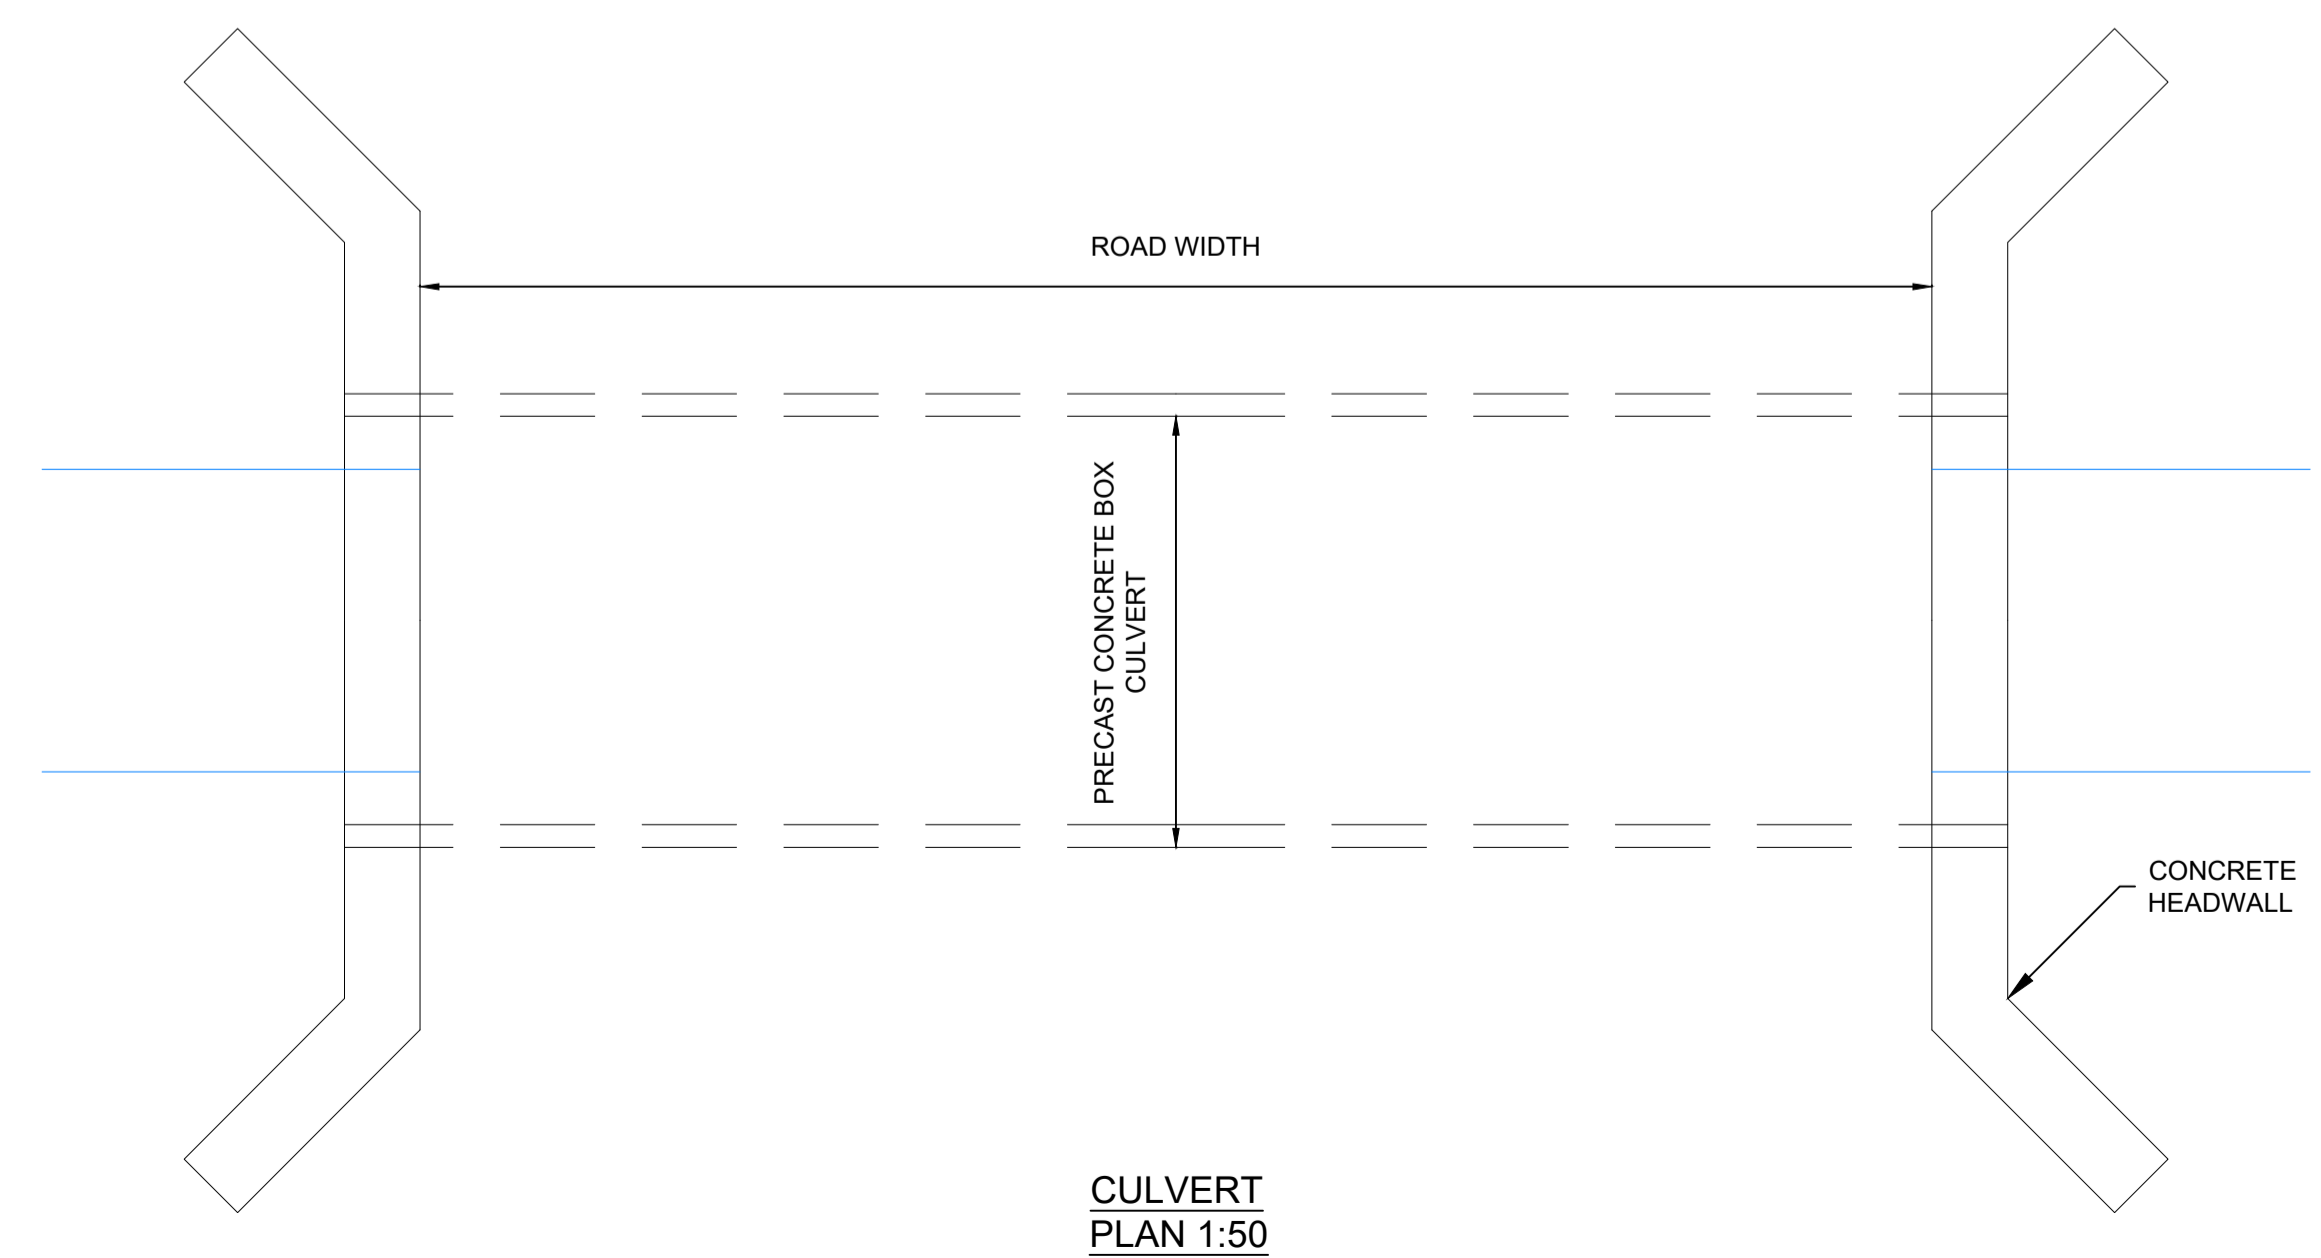 ROAD WIDTH
PRECAST CONCRETE BOX
CULVERT
CONCRETE
HEADWALL
CULVERT
PLAN 1:50